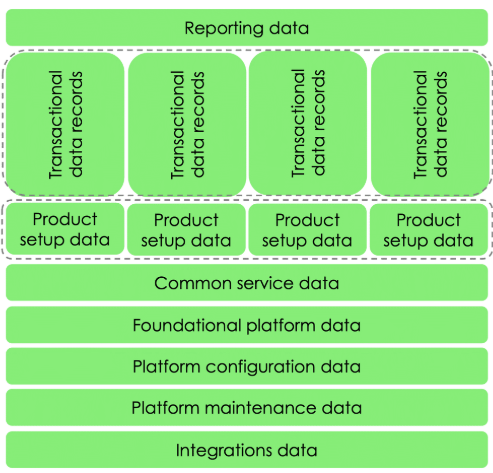 Reporting data
Transactional
data records
Transactional
data records
Transactional
data records
Transactional
data records
Product
setup data
Product
setup data
Product
setup data
Product
setup data
Common service data
Foundational platform data
Platform configuration data
Platform maintenance data
Integrations data